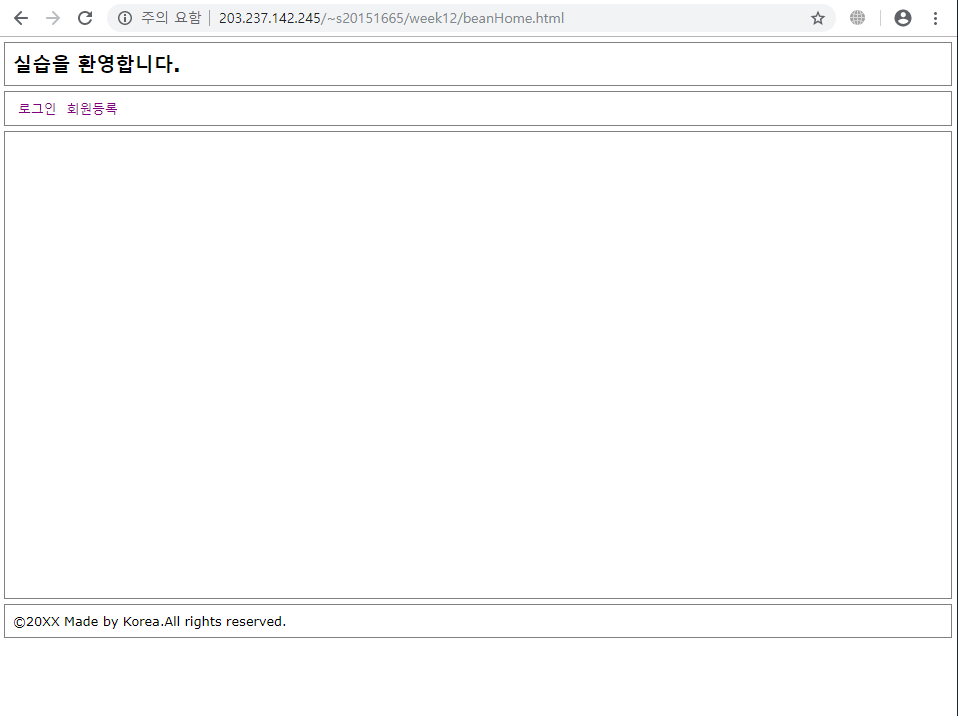 주의 요함 203.237.142.245/~s20151665/week12/beanHome.html
실습을 환영합니다.
로그인 회원등록
©20XX Made by Korea.All rights reserved.